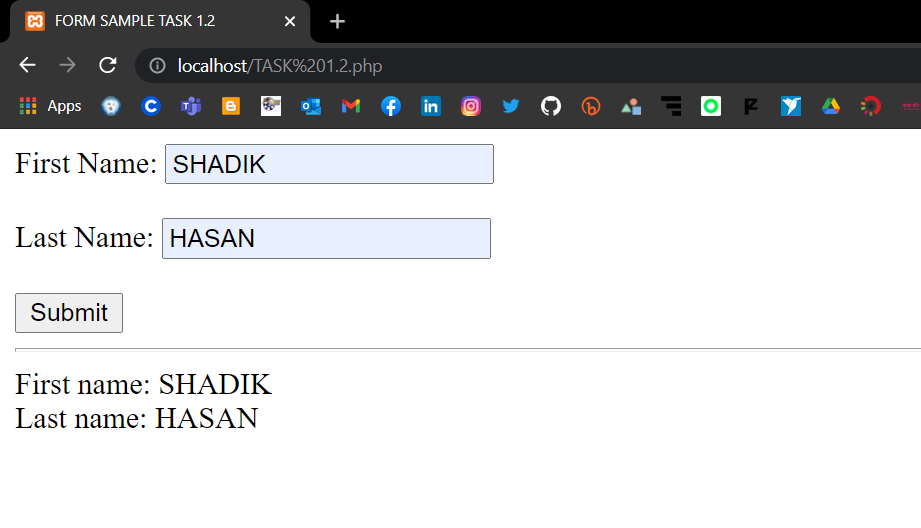 FORM SAMPLE TASK 1.2
localhost/TASK%201.2.php
Apps
First Name: SHADIK
Last Name: HASAN
Submit
First name: SHADIK
Last name: HASAN